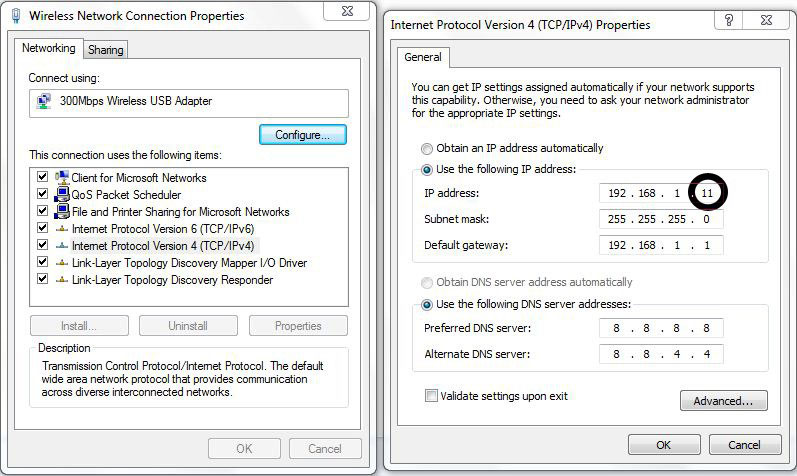 Wireless Network Connection Properties
Networking
Sharing
Connect using:
300Mbps Wireless USB Adapter
Configure...
This connection uses the following items:
Client for Microsoft Networks
QoS Packet Scheduler
File and Printer Sharing for Microsoft Networks
Internet Protocol Version 6 (TCP/IPv6)
Internet Protocol Version 4 (TCP/IPv4)
Link-Layer Topology Discovery Mapper I/O Driver
Link-Layer Topology Discovery Responder
Install...
Uninstall
Properties
Description
Transmission Control Protocol/Internet Protocol. The default
wide area network protocol that provides communication
across diverse interconnected networks.
OK
Cancel
Internet Protocol Version 4 (TCP/IPv4) Properties
?
General
You can get IP settings assigned automatically if your network supports
this capability. Otherwise, you need to ask your network administrator
for the appropriate IP settings.
Obtain an IP address automatically
Use the following IP address:
IP address: 192 . 168 . 1 . 11
Subnet mask: 255 . 255 . 255 . 0
Default gateway: 192 . 168 . 1 . 1
Obtain DNS server address automatically
Use the following DNS server addresses:
Preferred DNS server: 8 . 8 . 8 . 8
Alternate DNS server: 8 . 8 . 4 . 4
Validate settings upon exit
Advanced...
OK
Cancel